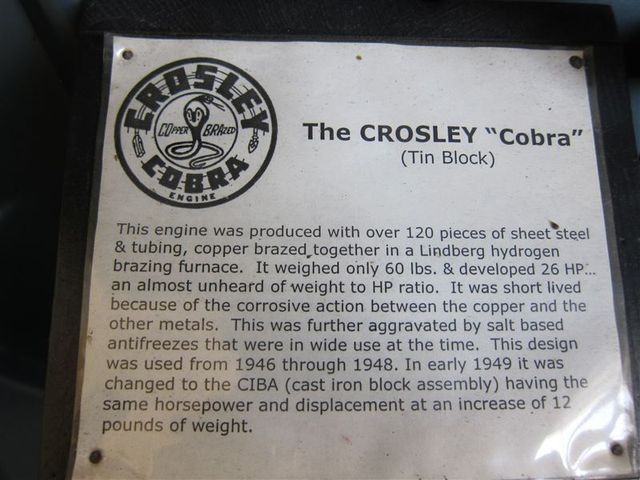 CROSLEY
COPPER BRAZED
COBRA
ENGINE
The CROSLEY "Cobra"
(Tin Block)
This engine was produced with over 120 pieces of sheet steel
& tubing, copper brazed together in a Lindberg hydrogen
brazing furnace. It weighed only 60 lbs. & developed 26 HP...
an almost unheard of weight to HP ratio. It was short lived
because of the corrosive action between the copper and the
other metals. This was further aggravated by salt based
antifreezes that were in wide use at the time. This design
was used from 1946 through 1948. In early 1949 it was
changed to the CIBA (cast iron block assembly) having the
same horsepower and displacement at an increase of 12
pounds of weight.